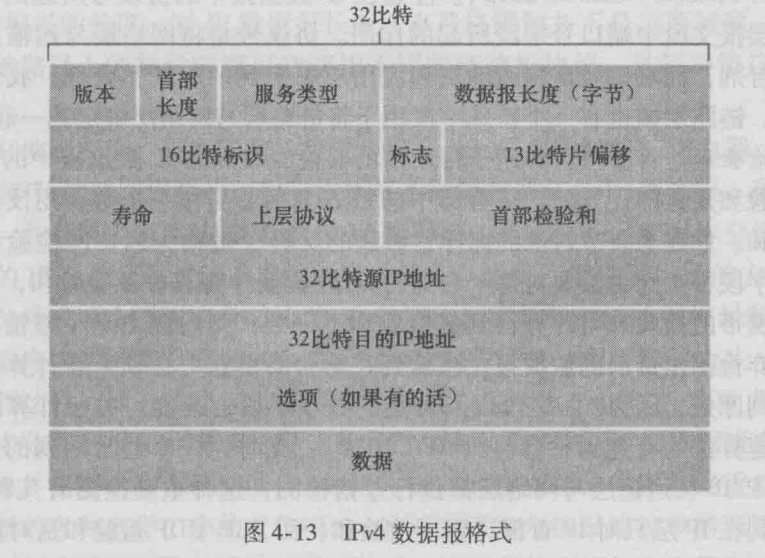 32比特
版本 首部长度 服务类型 数据报长度（字节）
16比特标识 标志 13比特片偏移
寿命 上层协议 首部检验和
32比特源IP地址
32比特目的IP地址
选项（如果有的话）
数据
图 4-13 IPv4 数据报格式